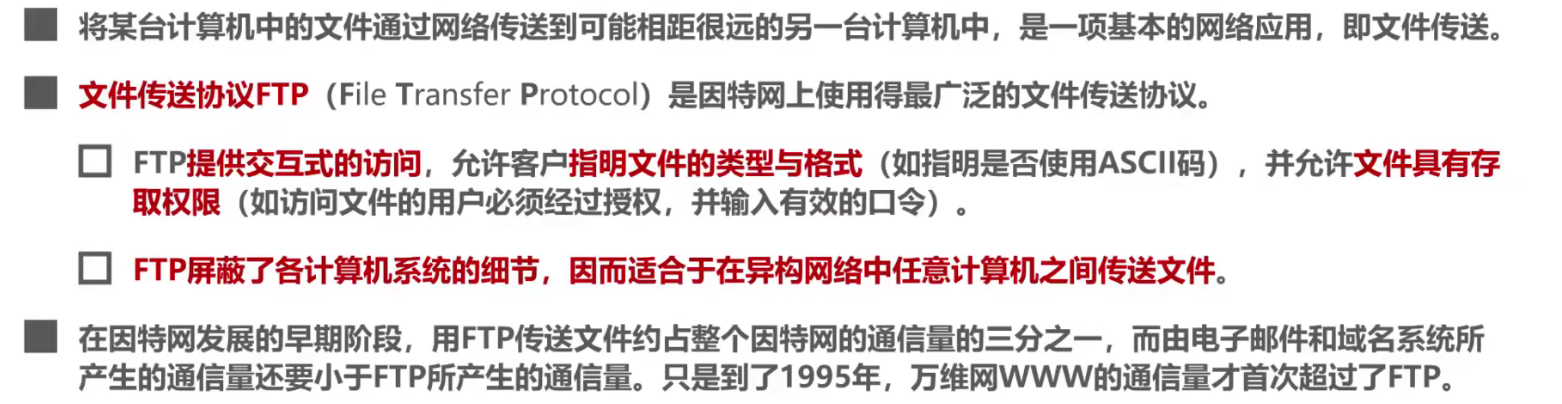 将某台计算机中的文件通过网络传送到可能相距很远的另一台计算机中，是一项基本的网络应用，即文件传送。
文件传送协议FTP（File Transfer Protocol）是因特网上使用得最广泛的文件传送协议。
FTP提供交互式的访问，允许客户指明文件的类型与格式（如指明是否使用ASCII码），并允许文件具有存
取权限（如访问文件的用户必须经过授权，并输入有效的口令）。
FTP屏蔽了各计算机系统的细节，因而适合于在异构网络中任意计算机之间传送文件。
在因特网发展的早期阶段，用FTP传送文件约占整个因特网的通信量的三分之一，而由电子邮件和域名系统所
产生的通信量还要小于FTP所产生的通信量。只是到了1995年，万维网WWW的通信量才首次超过了FTP。